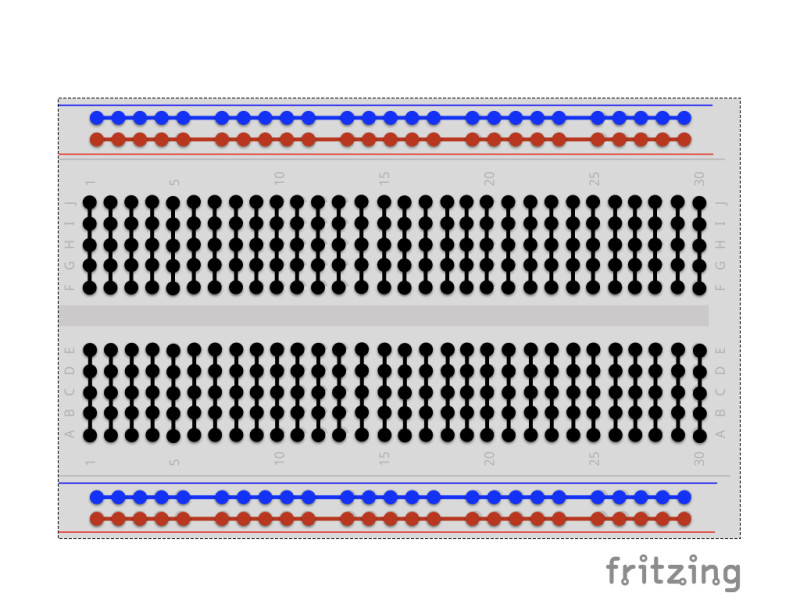 1 5 10 15 20 25 30
J J
I I
H H
G G
F F
E E
D D
C C
B B
A A
1 5 10 15 20 25 30
fritzing